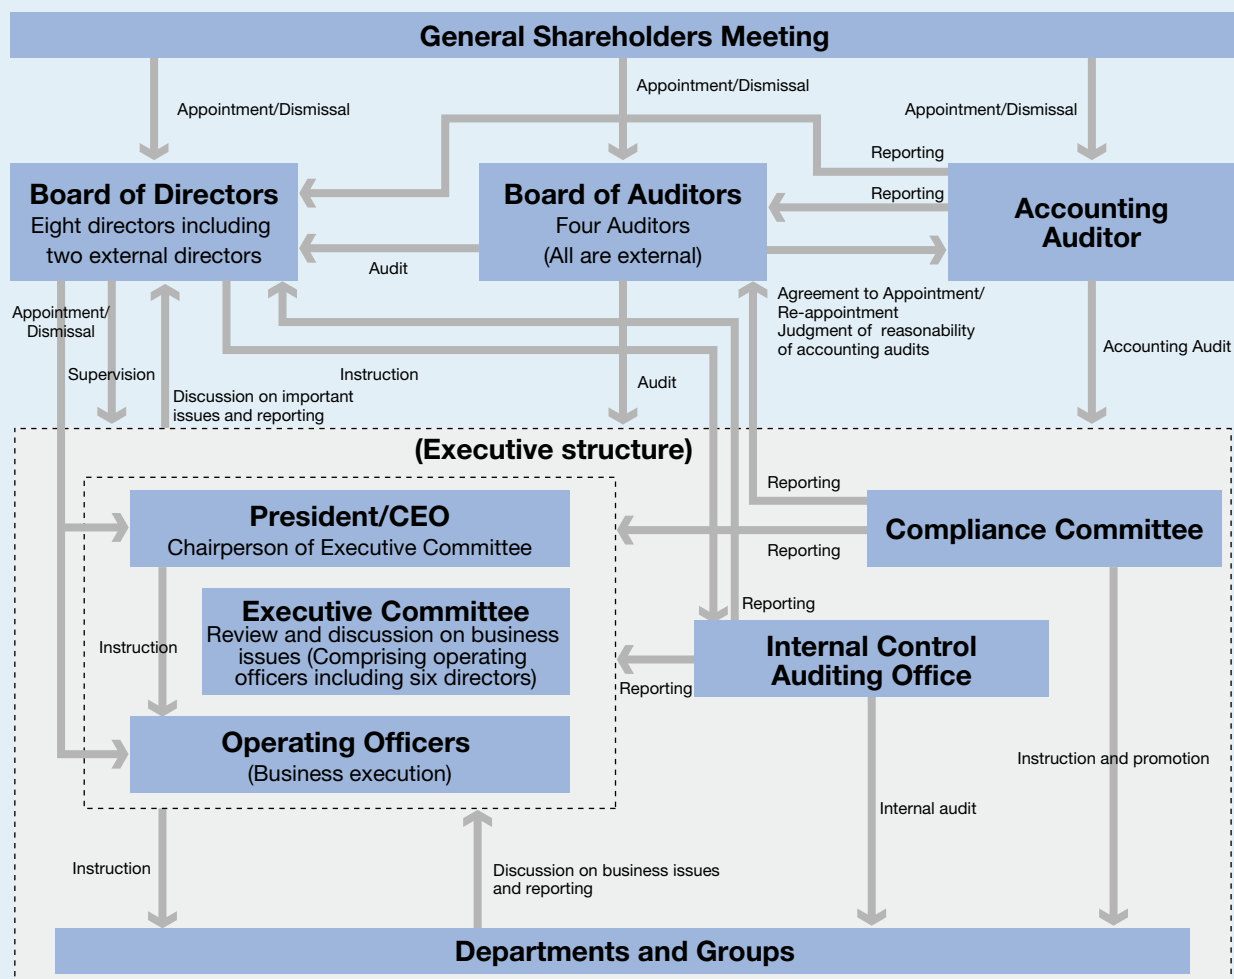 General Shareholders Meeting
Appointment/Dismissal
Appointment/Dismissal
Appointment/Dismissal
Reporting
Reporting
Board of Directors
Eight directors including
two external directors
Board of Auditors
Four Auditors
(All are external)
Accounting
Auditor
Audit
Appointment/
Dismissal
Supervision
Discussion on important
issues and reporting
Instruction
Audit
Agreement to Appointment/
Re-appointment
Judgment of reasonability
of accounting audits
Accounting Audit
(Executive structure)
President/CEO
Chairperson of Executive Committee
Reporting
Reporting
Compliance Committee
Executive Committee
Review and discussion on business
issues (Comprising operating
officers including six directors)
Instruction
Reporting
Reporting
Internal Control
Auditing Office
Operating Officers
(Business execution)
Instruction and promotion
Internal audit
Instruction
Discussion on business issues
and reporting
Departments and Groups